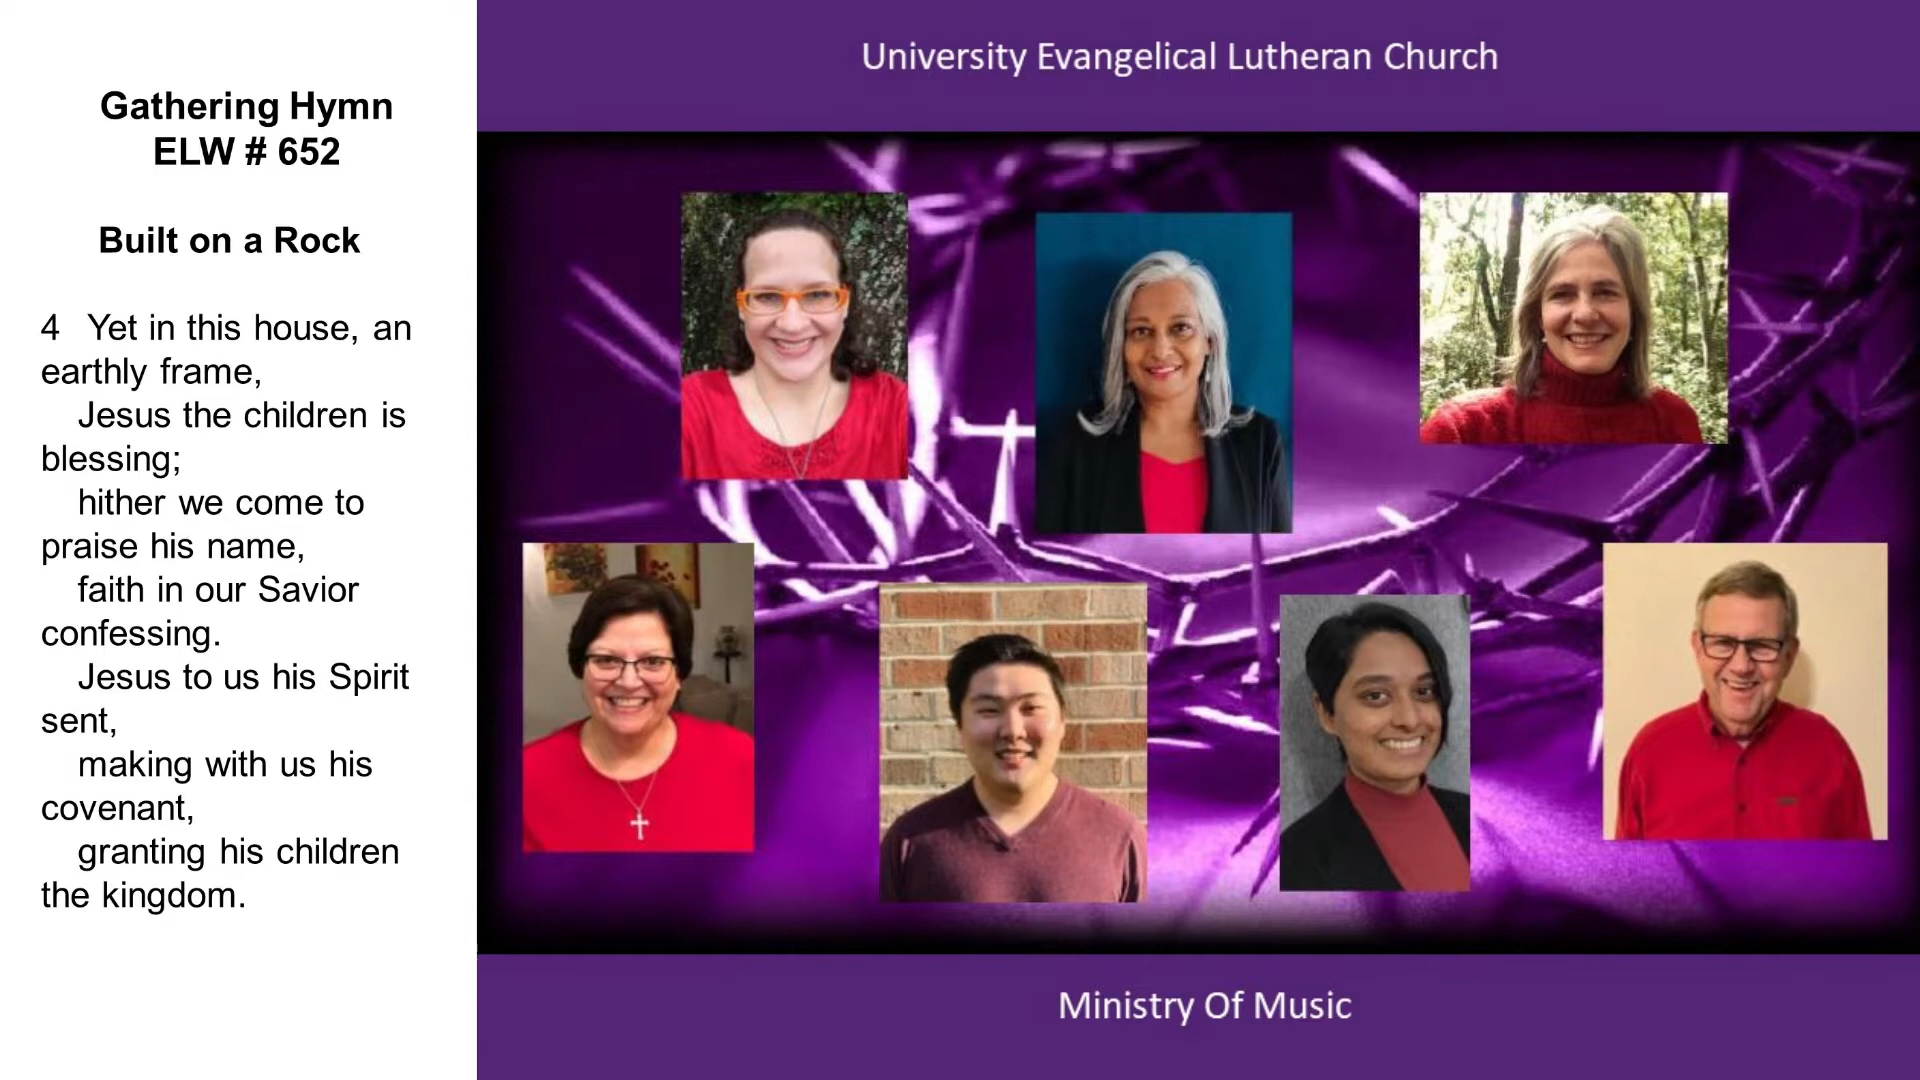 Gathering Hymn
ELW # 652
Built on a Rock
4 Yet in this house, an
earthly frame,
Jesus the children is
blessing;
hither we come to
praise his name,
faith in our Savior
confessing.
Jesus to us his Spirit
sent,
making with us his
covenant,
granting his children
the kingdom.
University Evangelical Lutheran Church
Ministry Of Music